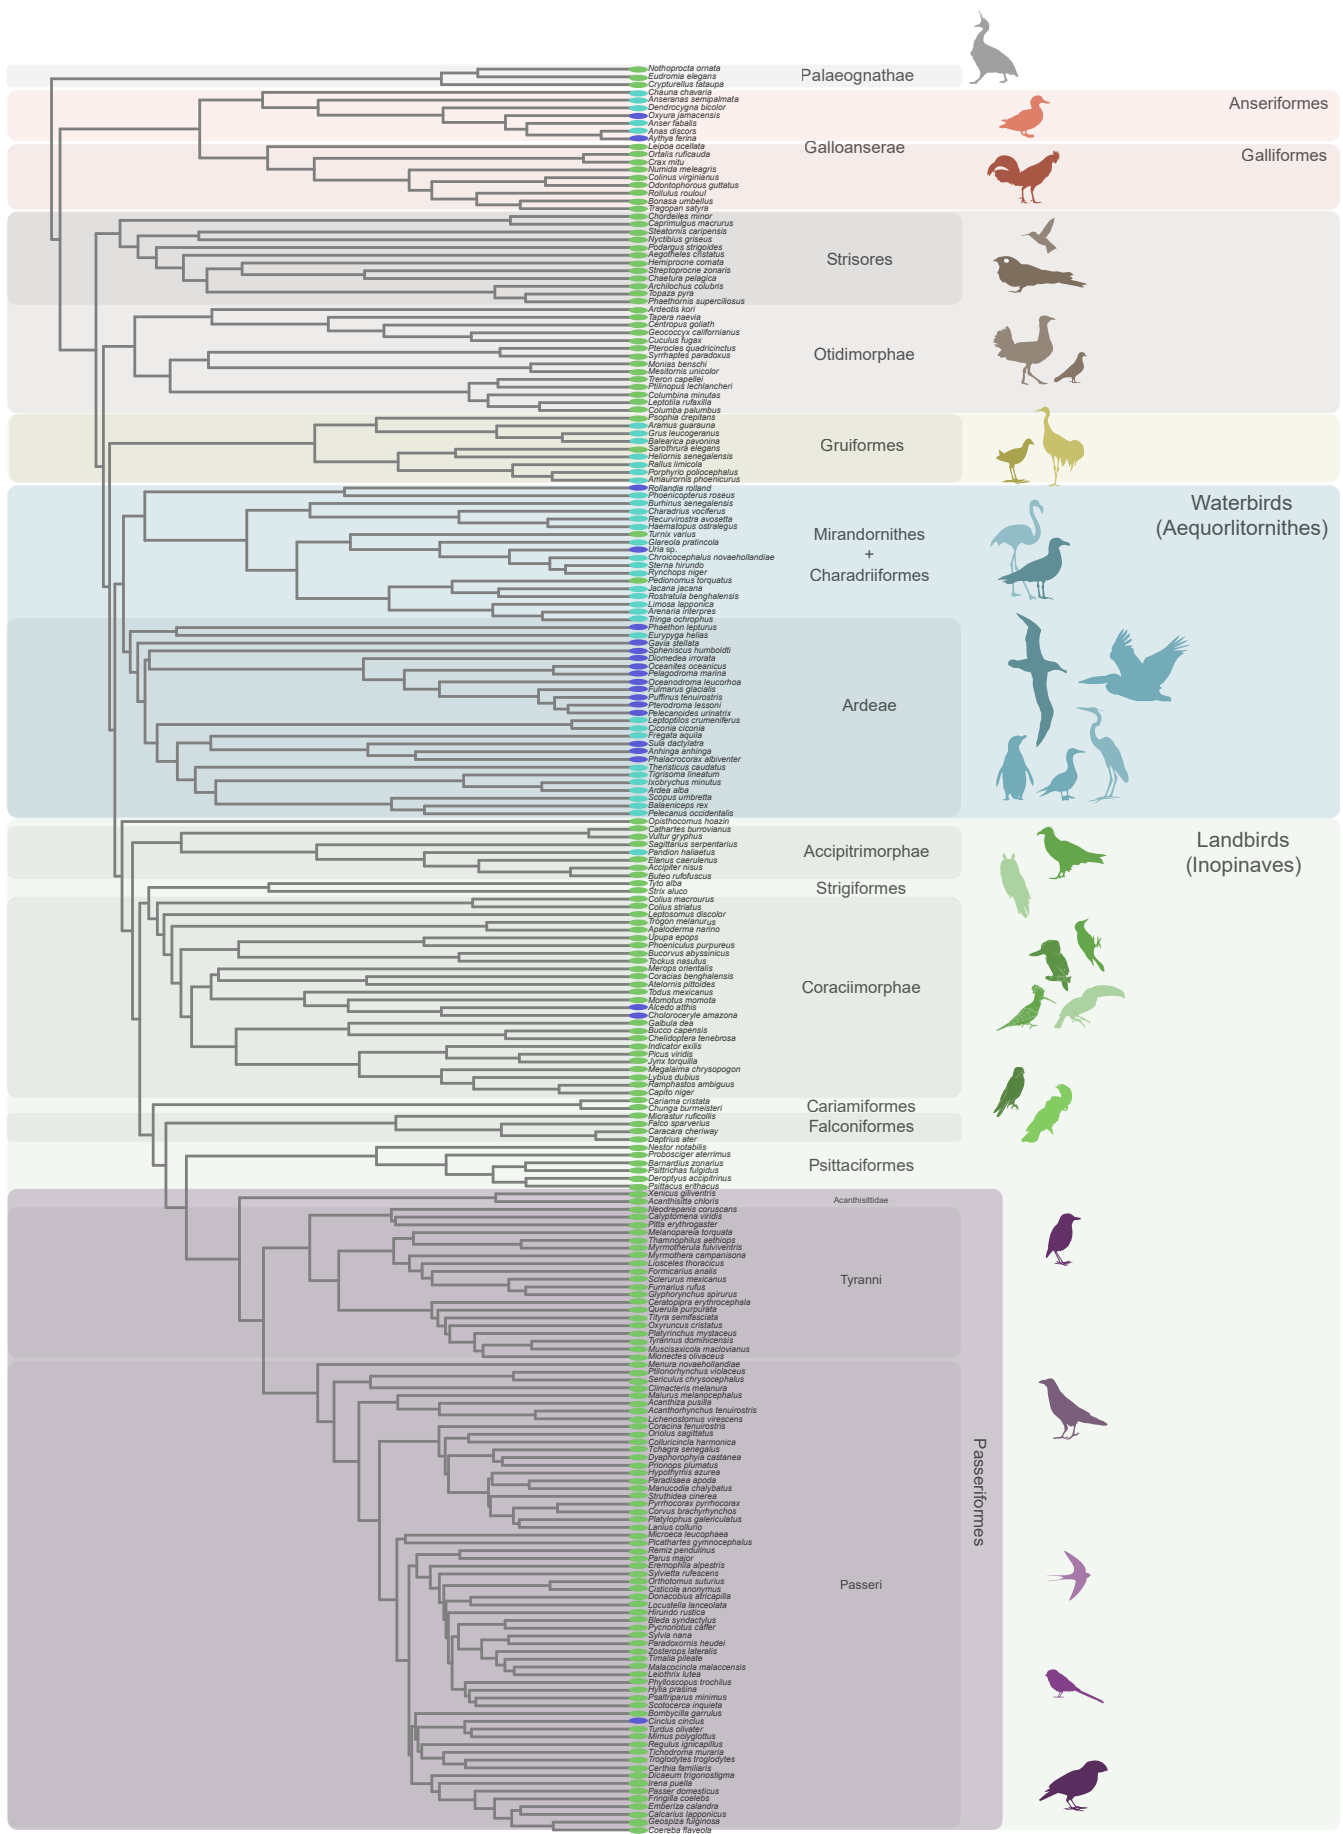 Nothoprocta ornata
Eudromia elegans
Crypturellus tataupa
Palaeognathae
Chauna chavaria
Anseranas semipalmata
Dendrocygna bicolor
Oxyura jamacensis
Anser fabalis
Anas discors
Aythya ferina
Anseriformes
Galloanserae
Leipoa ocellata
Ortalis ruficauda
Crax mitu
Numida meleagris
Colinus virginianus
Odontophorous guttatus
Rollulus rouloul
Bonasa umbellus
Tragopan satyra
Galliformes
Chordeiles minor
Caprimulgus macrurus
Steatornis caripensis
Nyctibius griseus
Podargus strigoides
Aegotheles cristatus
Hemiprocne comata
Streptoprocne zonaris
Chaetura pelagica
Archilochus colubris
Topaza pyra
Phaethornis superciliosus
Strisores
Ardeotis kori
Tapera naevia
Centropus goliath
Geococcyx californianus
Cuculus fugax
Pterocles quadricinctus
Syrrhaptes paradoxus
Monias benschi
Mesitornis unicolor
Treron capellei
Ptilinopus lechlancheri
Columbina minutas
Leptotila rufaxilla
Columba palumbus
Otidimorphae
Psophia crepitans
Aramus guarauna
Grus leucogeranus
Balearica pavonina
Sarothrura elegans
Heliornis senegalensis
Rallus limicola
Porphyrio poliocephalus
Amaurornis phoenicurus
Gruiformes
Rollandia rolland
Phoenicopterus roseus
Burhinus senegalensis
Charadrius vociferus
Recurvirostra avosetta
Haematopus ostralegus
Turnix varius
Glareola pratincola
Uria sp.
Chroicocephalus novaehollandiae
Sterna hirundo
Rynchops niger
Pedionomus torquatus
Jacana jacana
Rostratula benghalensis
Limosa lapponica
Arenaria interpres
Tringa ochrophus
Mirandornithes
+
Charadriiformes
Waterbirds
(Aequorlitornithes)
Phaethon lepturus
Eurypyga helias
Gavia stellata
Spheniscus humboldti
Diomedea irrorata
Oceanites oceanicus
Pelagodroma marina
Oceanodroma leucorhoa
Fulmarus glacialis
Puffinus tenuirostris
Pterodroma lessoni
Pelecanoides urinatrix
Leptoptilos crumeniferus
Ciconia ciconia
Fregata aquila
Sula dactylatra
Anhinga anhinga
Phalacrocorax albiventer
Theristicus caudatus
Tigrisoma lineatum
Ixobrychus minutus
Ardea alba
Scopus umbretta
Balaeniceps rex
Pelecanus occidentalis
Ardeae
Opisthocomus hoazin
Cathartes burrovianus
Vultur gryphus
Sagittarius serpentarius
Pandion haliaetus
Elanus caerulenus
Accipiter nisus
Buteo rufofuscus
Accipitrimorphae
Landbirds
(Inopinaves)
Tyto alba
Strix aluco
Strigiformes
Colius macrourus
Colius striatus
Leptosomus discolor
Trogon melanurus
Apaloderma narino
Upupa epops
Phoeniculus purpureus
Bucorvus abyssinicus
Tockus nasutus
Merops orientalis
Coracias benghalensis
Atelornis pittoides
Todus mexicanus
Momotus momota
Alcedo atthis
Choloroceryle amazona
Galbula dea
Bucco capensis
Chelidoptera tenebrosa
Indicator exilis
Picus viridis
Jynx torquilla
Megalaima chrysopogon
Lybius dubius
Ramphastos ambiguus
Capito niger
Coraciimorphae
Cariama cristata
Chunga burmeisteri
Cariamiformes
Micrastur ruficollis
Falco sparverius
Caracara cheriway
Daptrius ater
Falconiformes
Nestor notabilis
Probosciger aterrimus
Barnardius zonarius
Psittrichas fulgidus
Deroptyus accipitrinus
Psittacus erithacus
Psittaciformes
Xenicus giliventris
Acanthisitta chloris
Acanthisittidae
Neodrepanis coruscans
Calyptomena viridis
Pitta erythrogaster
Melanopareia torquata
Thamnophilus aethiops
Myrmotherula fulviventris
Myrmothera campanisona
Liosceles thoracicus
Formicarius analis
Sclerurus mexicanus
Furnarius rufus
Glyphorynchus spirurus
Ceratopipra erythrocephala
Querula purpurata
Tityra semifasciata
Oxyruncus cristatus
Platyrinchus mystaceus
Tyrannus dominicensis
Muscisaxicola maclovianus
Mionectes olivaceus
Tyranni
Menura novaehollandiae
Ptilonorhynchus violaceus
Sericulus chrysocephalus
Climacteris melanura
Malurus melanocephalus
Acanthiza pusilla
Acanthorhynchus tenuirostris
Lichenostomus virescens
Coracina tenuirostris
Oriolus sagittatus
Colluricincla harmonica
Tchagra senegalus
Dyaphorophyia castanea
Prionops plumatus
Hypothymis azurea
Paradisaea apoda
Manucodia chalybatus
Struthidea cinerea
Pyrrhocorax pyrrhocorax
Corvus brachyrhynchos
Platylophus galericulatus
Lanius collurio
Microeca leucophaea
Picathartes gymnocephalus
Remiz pendulinus
Parus major
Eremophila alpestris
Sylvietta rufescens
Orthotomus suturius
Cisticola anonymus
Donacobius atricapilla
Locustella lanceolata
Hirundo rustica
Bleda syndactylus
Pycnonotus caffer
Sylvia nana
Paradoxornis heudei
Zosterops lateralis
Timalia pileate
Malacocincla malaccensis
Leiothrix lutea
Phylloscopus trochilus
Hylia prasina
Psaltriparus minimus
Scotocerca inquieta
Bombycilla garrulus
Cinclus cinclus
Turdus olivater
Mimus polyglottus
Regulus ignicapillus
Tichodroma muraria
Troglodytes troglodytes
Certhia familiaris
Dicaeum trigonostigma
Irena puella
Passer domesticus
Fringilla coelebs
Emberiza calandra
Calcarius lapponicus
Geospiza fulginosa
Coereba flaveola
Passeri
Passeriformes